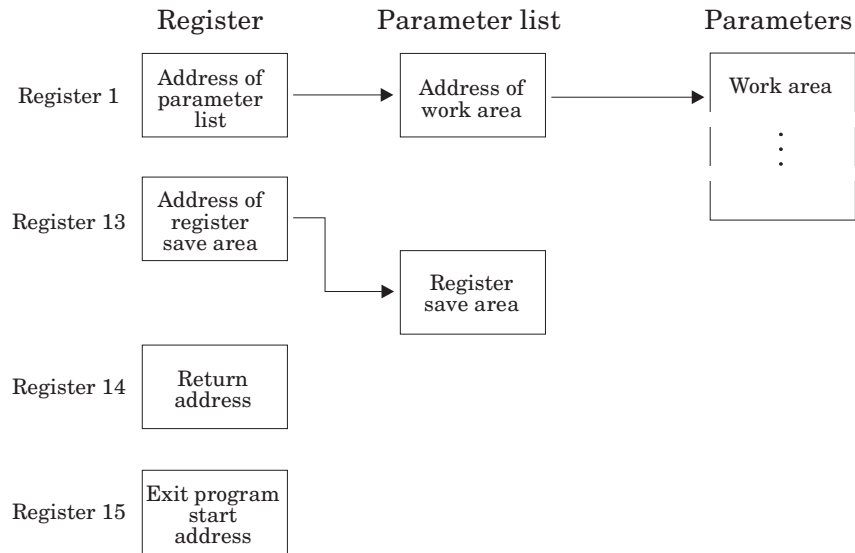 Register
Parameter list
Parameters
Register 1
Address of
parameter
list
Address of
work area
Work area
Register 13
Address of
register
save area
Register
save area
Register 14
Return
address
Register 15
Exit program
start
address